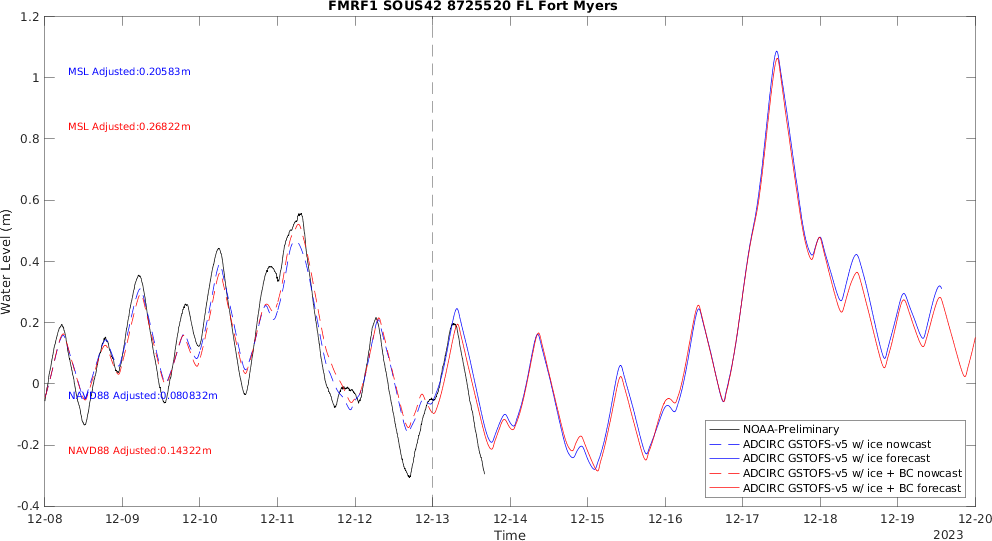 FMRF1 SOUS42 8725520 FL Fort Myers
1.2
1
0.8
0.6
0.4
0.2
0
-0.2
-0.4
Water Level (m)
MSL Adjusted:0.20583m
MSL Adjusted:0.26822m
NAVD88 Adjusted:0.080832m
NAVD88 Adjusted:0.14322m
NOAA-Preliminary
ADCIRC GSTOFS-v5 w/ ice nowcast
ADCIRC GSTOFS-v5 w/ ice forecast
ADCIRC GSTOFS-v5 w/ ice + BC nowcast
ADCIRC GSTOFS-v5 w/ ice + BC forecast
12-08 12-09 12-10 12-11 12-12 12-13 12-14 12-15 12-16 12-17 12-18 12-19 12-20
Time
2023